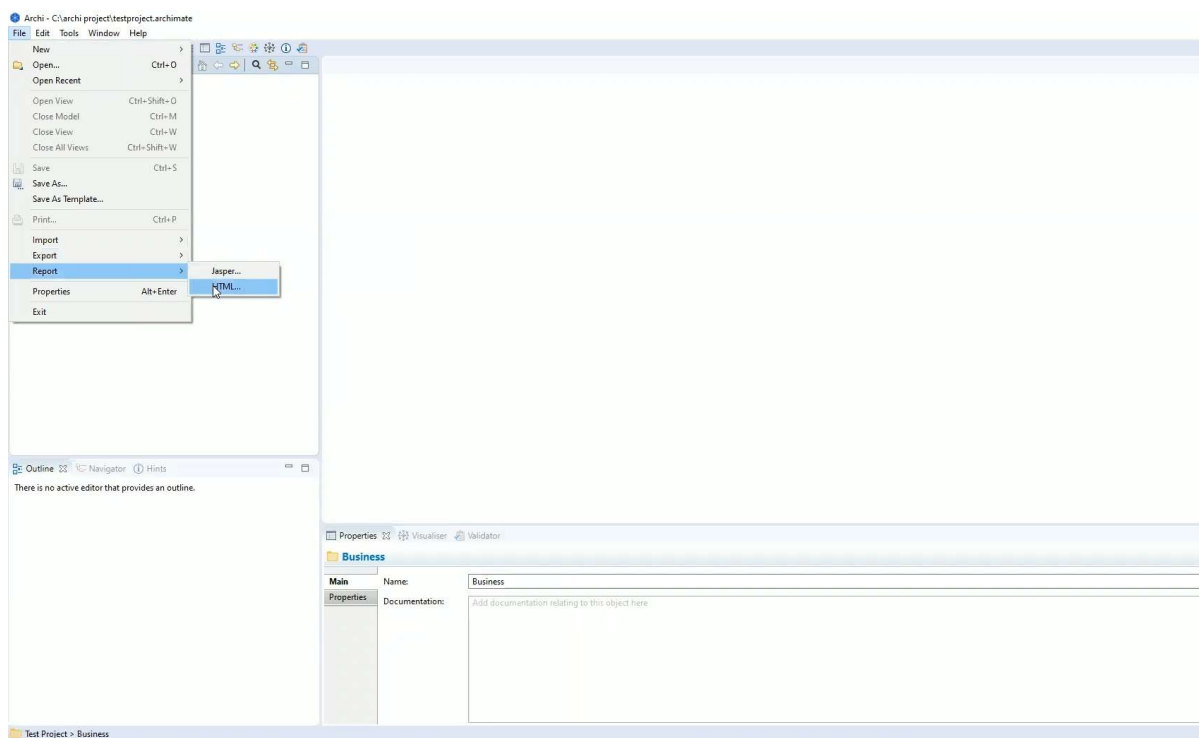 Archi - C:\archi project\testproject.archimate
File Edit Tools Window Help
New
Open... Ctrl+O
Open Recent
Open View Ctrl+Shift+O
Close Model Ctrl+M
Close View Ctrl+W
Close All Views Ctrl+Shift+W
Save Ctrl+S
Save As...
Save As Template...
Print... Ctrl+P
Import
Export
Report
Jasper...
HTML...
Properties Alt+Enter
Exit
Outline Navigator Hints
There is no active editor that provides an outline.
Properties Visualiser Validator
Business
Main Name: Business
Properties Documentation: Add documentation relating to this object here
Test Project > Business